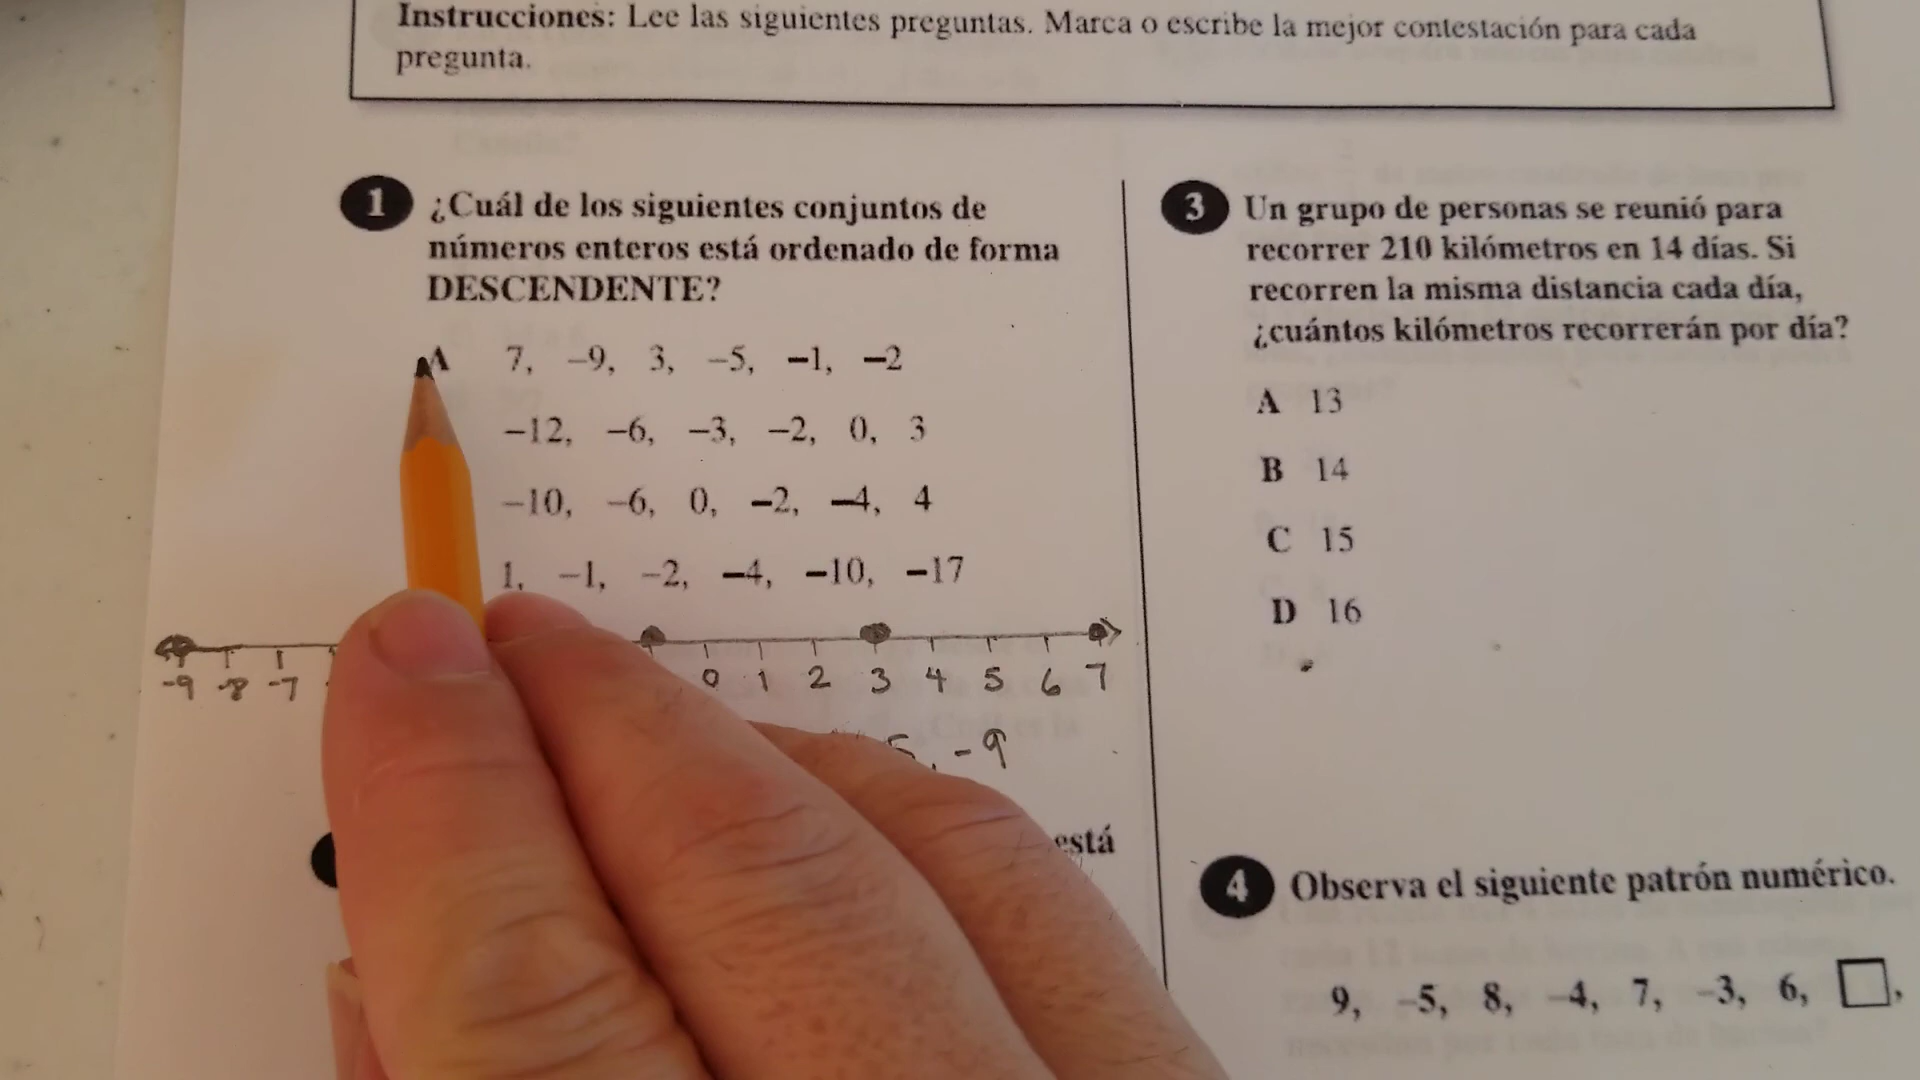 Instrucciones: Lee las siguientes preguntas. Marca o escribe la mejor contestación para cada
pregunta.
1 ¿Cuál de los siguientes conjuntos de
números enteros está ordenado de forma
DESCENDENTE?
A 7, –9, 3, –5, –1, –2
–12, –6, –3, –2, 0, 3
–10, –6, 0, –2, –4, 4
1, –1, –2, –4, –10, –17
-9 -8 -7 0 1 2 3 4 5 6 7
5, -9
está
3 Un grupo de personas se reunió para
recorrer 210 kilómetros en 14 días. Si
recorren la misma distancia cada día,
¿cuántos kilómetros recorrerán por día?
A 13
B 14
C 15
D 16
4 Observa el siguiente patrón numérico.
9, –5, 8, –4, 7, –3, 6, □,